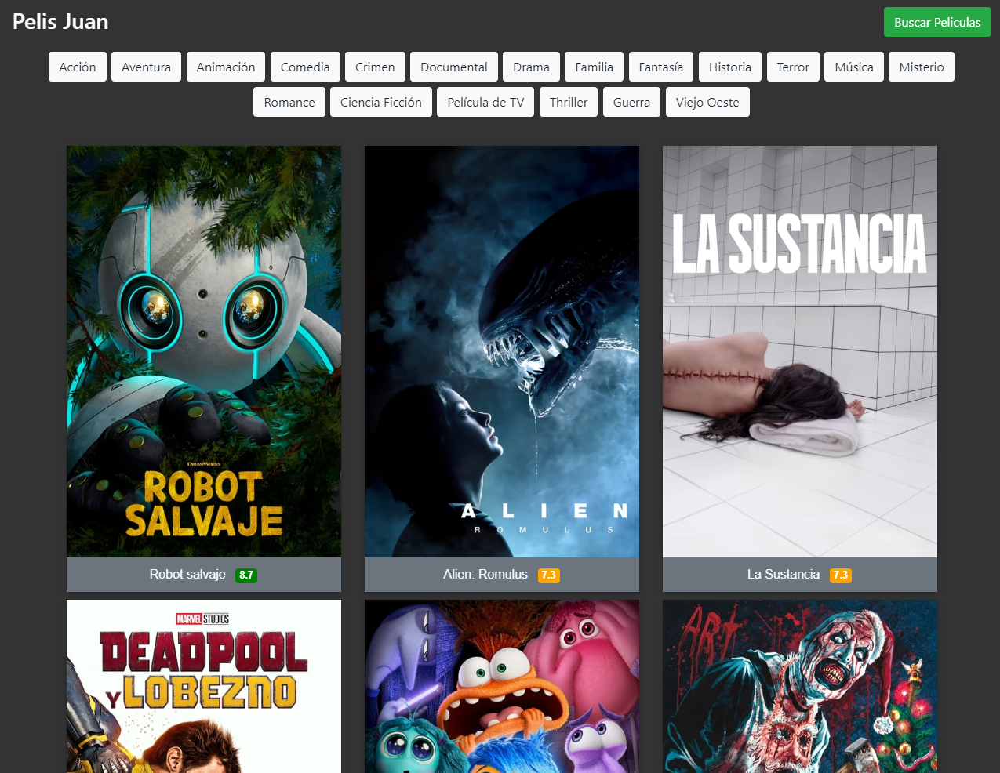 Pelis Juan
Buscar Peliculas
Acción Aventura Animación Comedia Crimen Documental Drama Familia Fantasía Historia Terror Música Misterio
Romance Ciencia Ficción Película de TV Thriller Guerra Viejo Oeste
DREAMWORKS
ROBOT
SALVAJE
ALIEN
ROMULUS
LA SUSTANCIA
Robot salvaje 8.7
Alien: Romulus 7.3
La Sustancia 7.3
MARVEL STUDIOS
DEADPOOL
Y LOBEZNO
ART